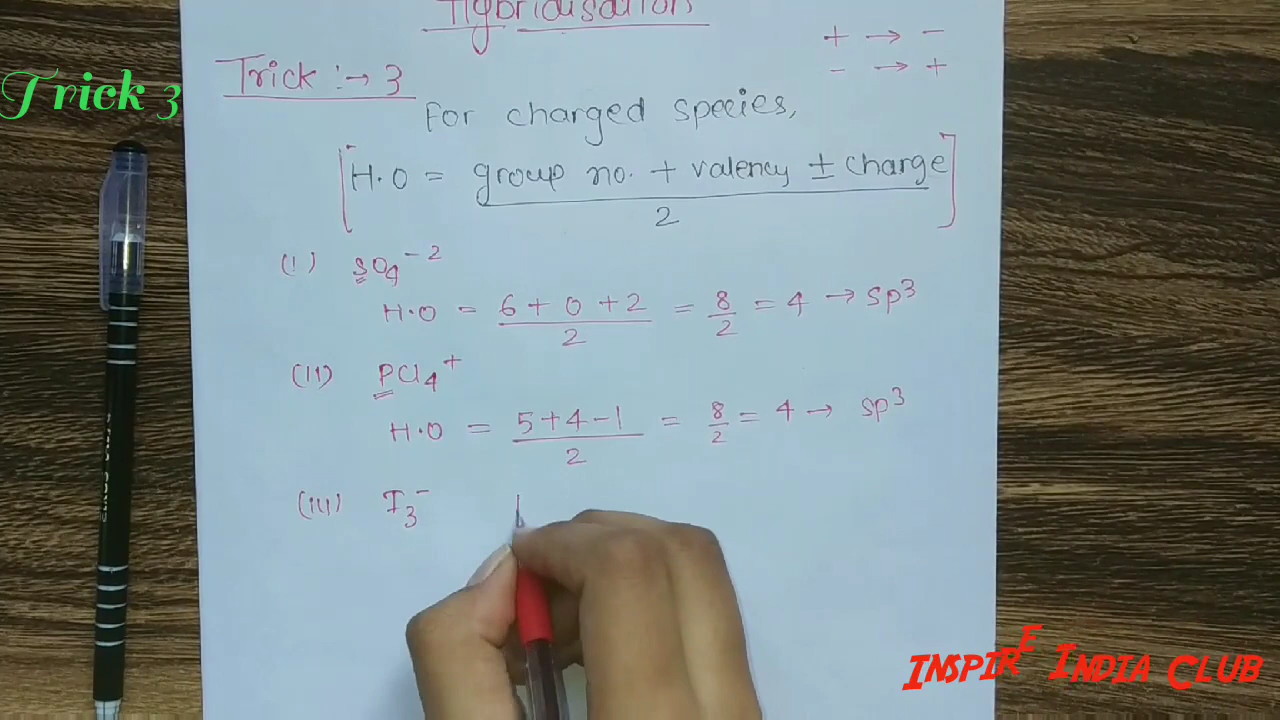 Hybridisation
+ → -
- → +
Trick 3
Trick :→ 3
For charged species,
[H.O = group no. + valency ± charge / 2]
(i) SO4^-2
H.O = 6 + 0 + 2 / 2 = 8/2 = 4 → sp3
(ii) PCl4^+
H.O = 5+4-1 / 2 = 8/2 = 4 → sp3
(iii) I3^-
INSPIRE INDIA CLUB